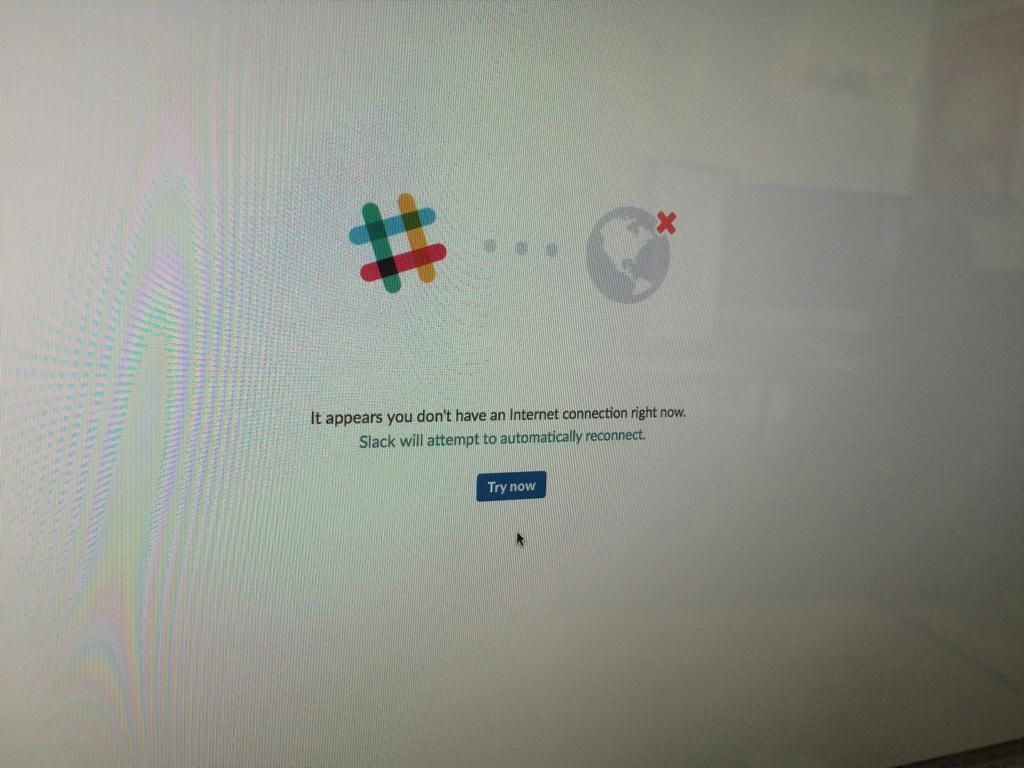 It appears you don't have an Internet connection right now.
Slack will attempt to automatically reconnect.
Try now